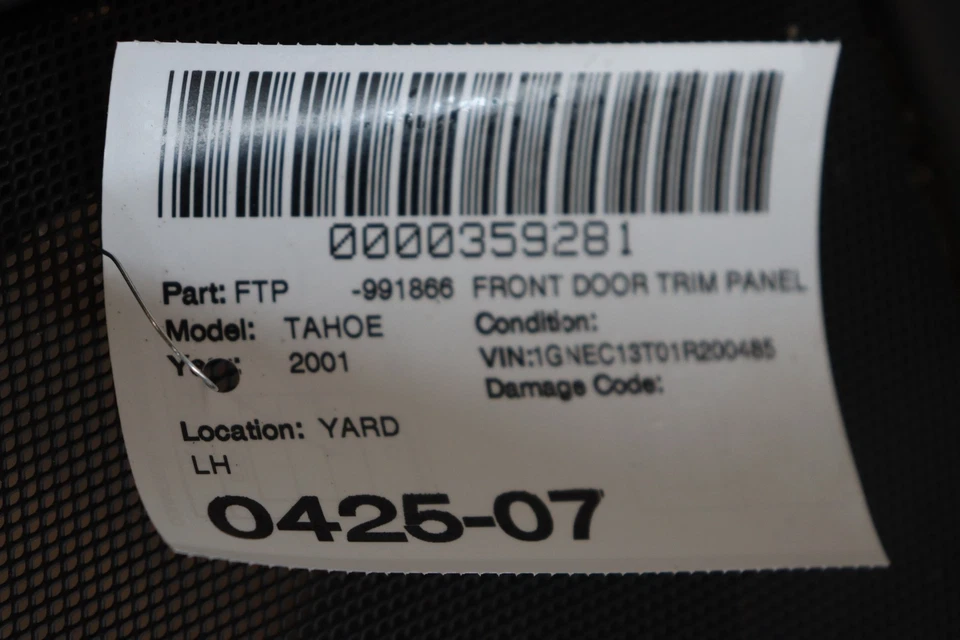 0000359281
Part: FTP -991866 FRONT DOOR TRIM PANEL
Model: TAHOE Condition:
2001 VIN:1GNEC13T01R200485
Damage Code:
Location: YARD
LH
0425-07